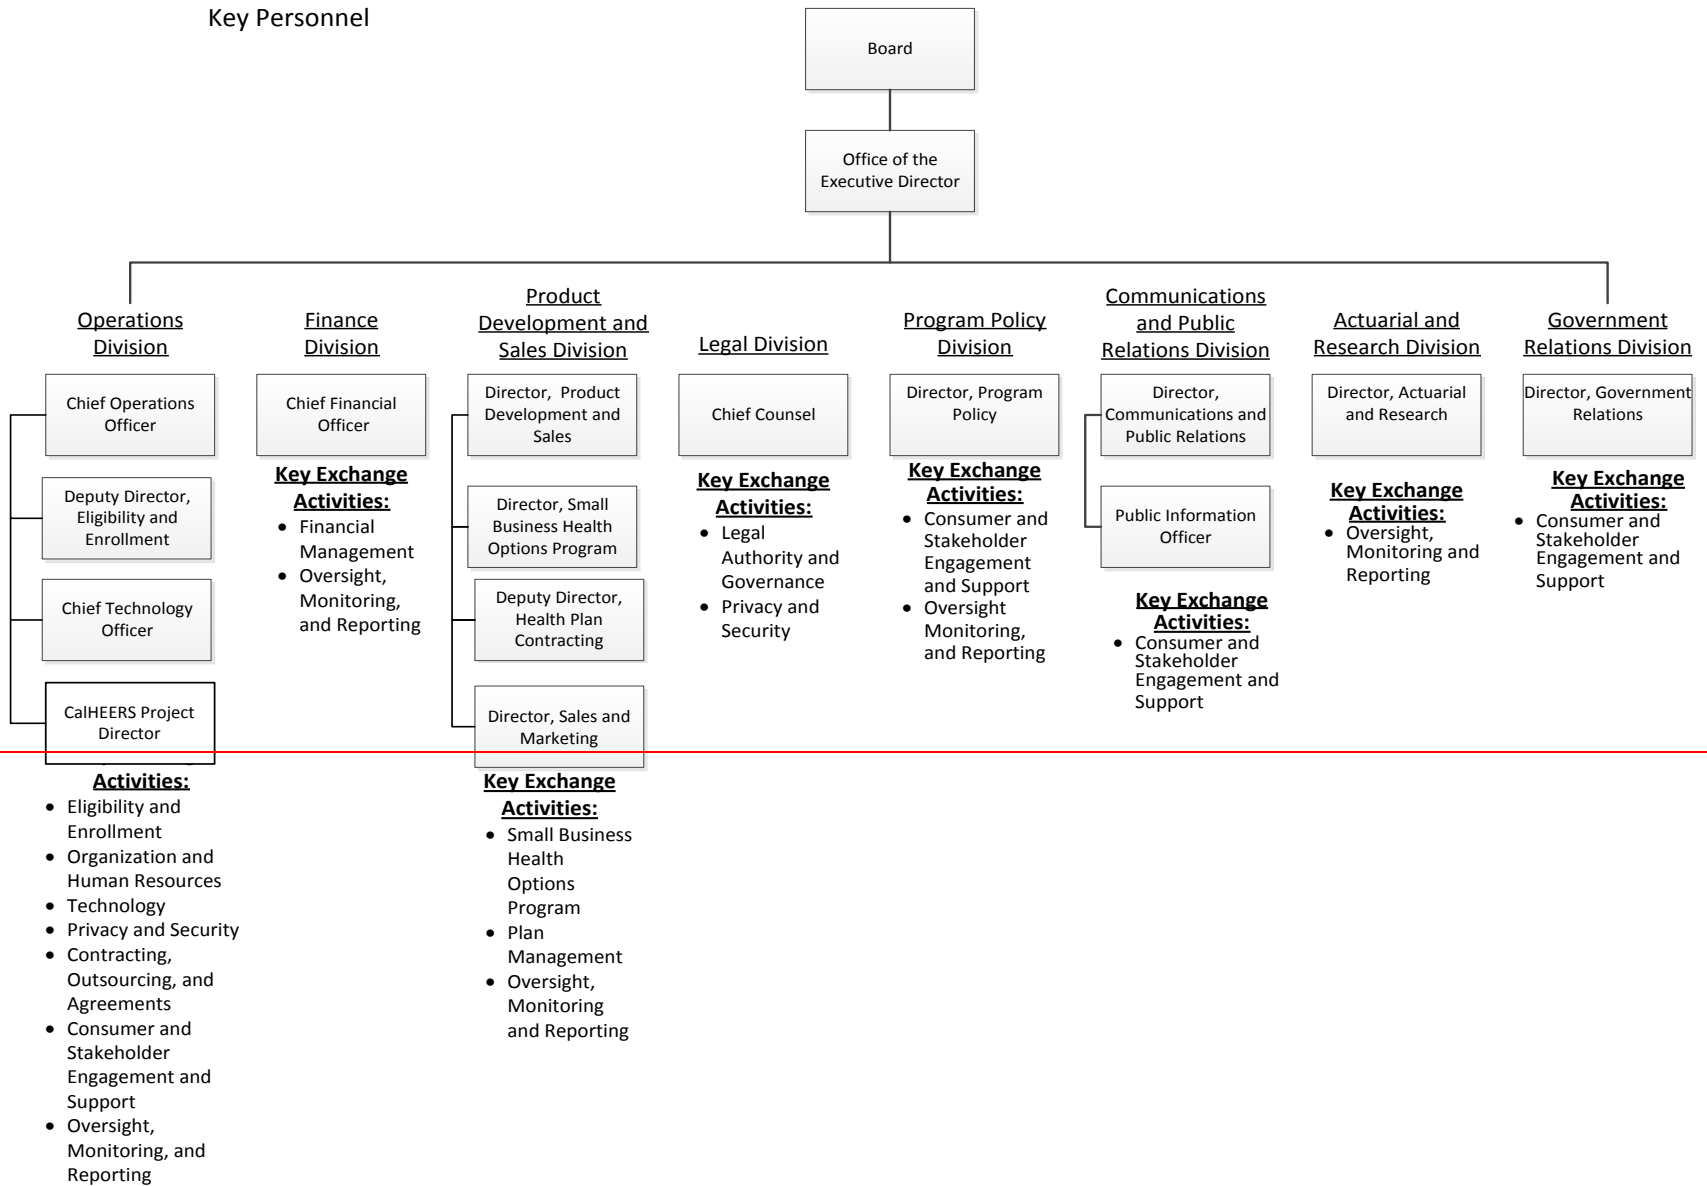 Key Personnel
Board
Office of the
Executive Director
Operations
Division
Chief Operations
Officer
Deputy Director,
Eligibility and
Enrollment
Chief Technology
Officer
CalHEERS Project
Director
Activities:
• Eligibility and
Enrollment
• Organization and
Human Resources
• Technology
• Privacy and Security
• Contracting,
Outsourcing, and
Agreements
• Consumer and
Stakeholder
Engagement and
Support
• Oversight,
Monitoring, and
Reporting
Finance
Division
Chief Financial
Officer
Key Exchange
Activities:
• Financial
Management
• Oversight,
Monitoring,
and Reporting
Product
Development and
Sales Division
Director, Product
Development and
Sales
Director, Small
Business Health
Options Program
Deputy Director,
Health Plan
Contracting
Director, Sales and
Marketing
Key Exchange
Activities:
• Small Business
Health
Options
Program
• Plan
Management
• Oversight,
Monitoring
and Reporting
Legal Division
Chief Counsel
Key Exchange
Activities:
• Legal
Authority and
Governance
• Privacy and
Security
Program Policy
Division
Director, Program
Policy
Key Exchange
Activities:
• Consumer and
Stakeholder
Engagement
and Support
• Oversight
Monitoring,
and Reporting
Communications
and Public
Relations Division
Director,
Communications and
Public Relations
Public Information
Officer
Key Exchange
Activities:
• Consumer and
Stakeholder
Engagement and
Support
Actuarial and
Research Division
Director, Actuarial
and Research
Key Exchange
Activities:
• Oversight,
Monitoring and
Reporting
Government
Relations Division
Director, Government
Relations
Key Exchange
Activities:
• Consumer and
Stakeholder
Engagement and
Support